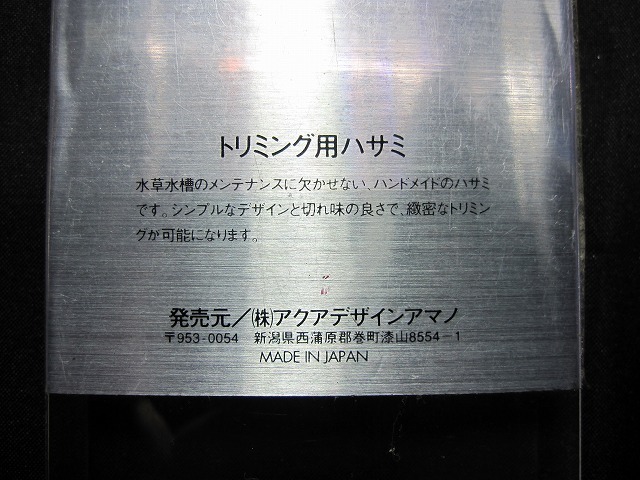 トリミング用ハサミ
水草水槽のメンテナンスに欠かせない、ハンドメイドのハサミ
です。シンプルなデザインと切れ味の良さで、緻密なトリミン
グが可能になります。
発売元／㈱アクアデザインアマノ
〒953-0054 新潟県西蒲原郡巻町漆山8554-1
MADE IN JAPAN